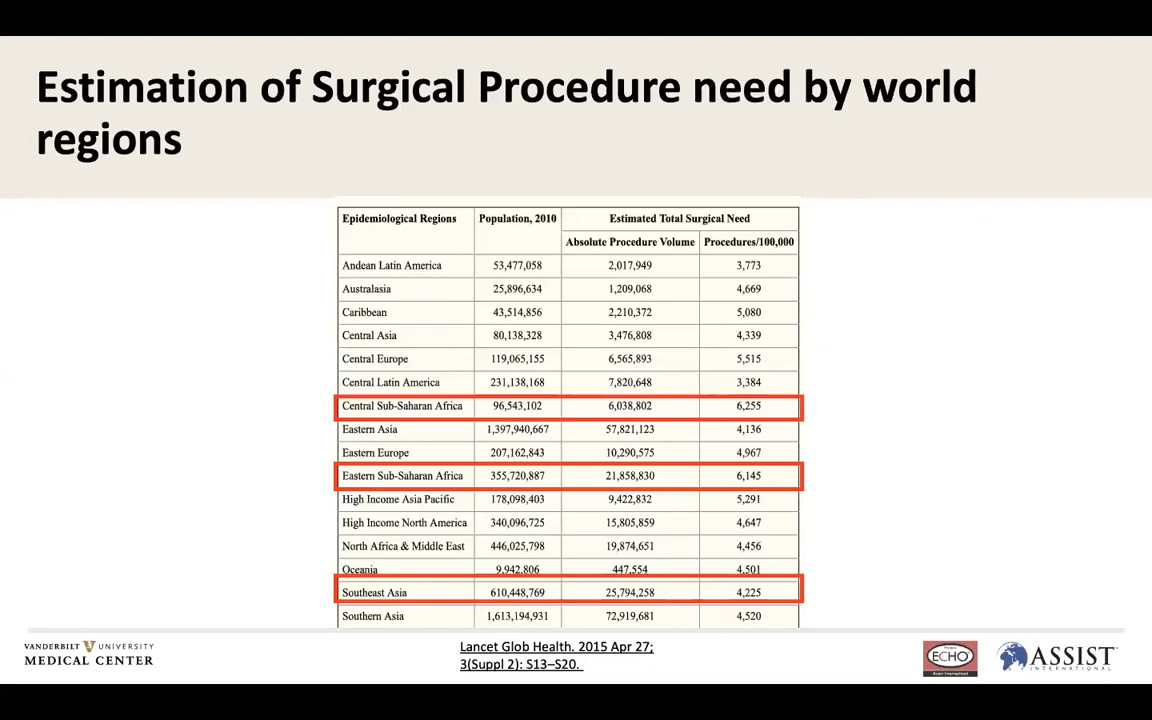 Estimation of Surgical Procedure need by world
regions
Epidemiological Regions Population, 2010 Estimated Total Surgical Need
Absolute Procedure Volume Procedures/100,000
Andean Latin America 53,477,058 2,017,949 3,773
Australasia 25,896,634 1,209,068 4,669
Caribbean 43,514,856 2,210,372 5,080
Central Asia 80,138,328 3,476,808 4,339
Central Europe 119,065,155 6,565,893 5,515
Central Latin America 231,138,168 7,820,648 3,384
Central Sub-Saharan Africa 96,543,102 6,038,802 6,255
Eastern Asia 1,397,940,667 57,821,123 4,136
Eastern Europe 207,162,843 10,290,575 4,967
Eastern Sub-Saharan Africa 355,720,887 21,858,830 6,145
High Income Asia Pacific 178,098,403 9,422,832 5,291
High Income North America 340,096,725 15,805,859 4,647
North Africa & Middle East 446,025,798 19,874,651 4,456
Oceania 9,942,806 447,554 4,501
Southeast Asia 610,448,769 25,794,258 4,225
Southern Asia 1,613,194,931 72,919,681 4,520
VANDERBILT UNIVERSITY
MEDICAL CENTER
Lancet Glob Health. 2015 Apr 27;
3(Suppl 2): S13–S20.
ECHO
ASSIST
INTERNATIONAL